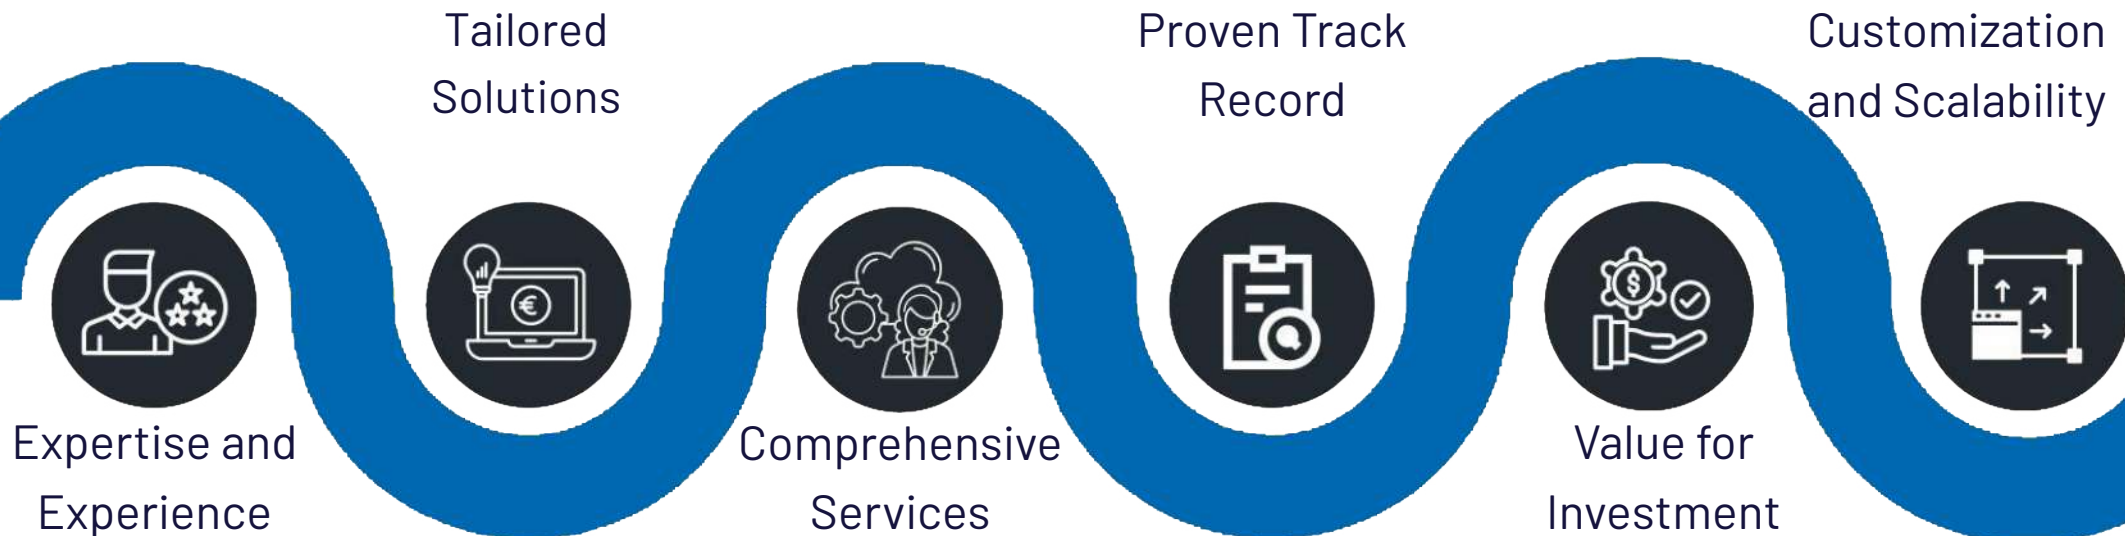 Tailored
Solutions
Proven Track
Record
Customization
and Scalability
Expertise and
Experience
Comprehensive
Services
Value for
Investment